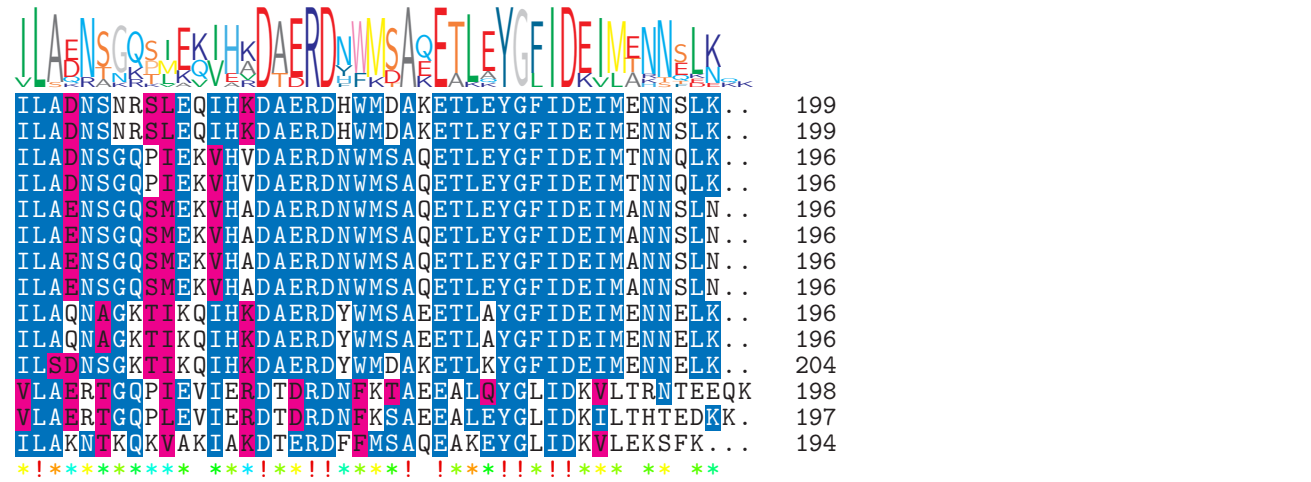 ILAENSGQSIEKIHKDAERDNWMSAQETLEYGFIDEIMENNSLK
ILADNSNRSLEQIHKDAERDHWMDAKETLEYGFIDEIMENNSLK.. 199
ILADNSNRSLEQIHKDAERDHWMDAKETLEYGFIDEIMENNSLK.. 199
ILADNSGQPIEKVHVDAERDNWMSAQETLEYGFIDEIMTNNQLK.. 196
ILADNSGQPIEKVHVDAERDNWMSAQETLEYGFIDEIMTNNQLK.. 196
ILAENSGQSMEKVHADAERDNWMSAQETLEYGFIDEIMANNSLN.. 196
ILAENSGQSMEKVHADAERDNWMSAQETLEYGFIDEIMANNSLN.. 196
ILAENSGQSMEKVHADAERDNWMSAQETLEYGFIDEIMANNSLN.. 196
ILAENSGQSMEKVHADAERDNWMSAQETLEYGFIDEIMANNSLN.. 196
ILAQNAGKTIKQIHKDAERDYWMSAEETLAYGFIDEIMENNELK.. 196
ILAQNAGKTIKQIHKDAERDYWMSAEETLAYGFIDEIMENNELK.. 196
ILSDNSGKTIKQIHKDAERDYWMDAKETLKYGFIDEIMENNELK.. 204
VLAERTGQPIEVIERDTDRDNFKTAEEALQYGLIDKVLTRNTEEQK 198
VLAERTGQPLEVIERDTDRDNFKSAEEALEYGLIDKILTHTEDKK. 197
ILAKNTKQKVAKIAKDTERDFFMSAQEAKEYGLIDKVLEKSFK... 194
*!********* ***!**!!****! !***!!*!!*** ** **